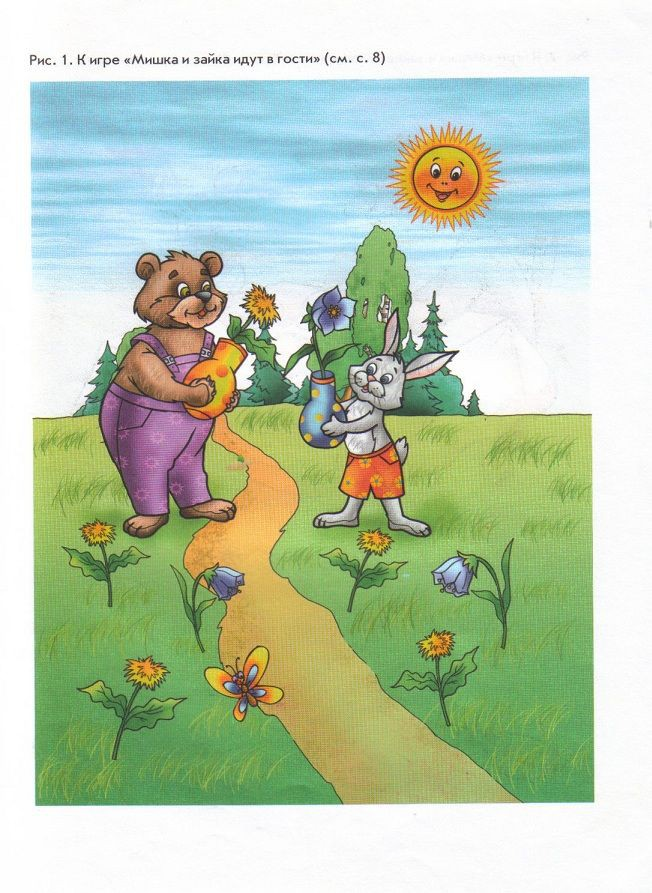 Рис. 1. К игре «Мишка и зайка идут в гости» (см. с. 8)